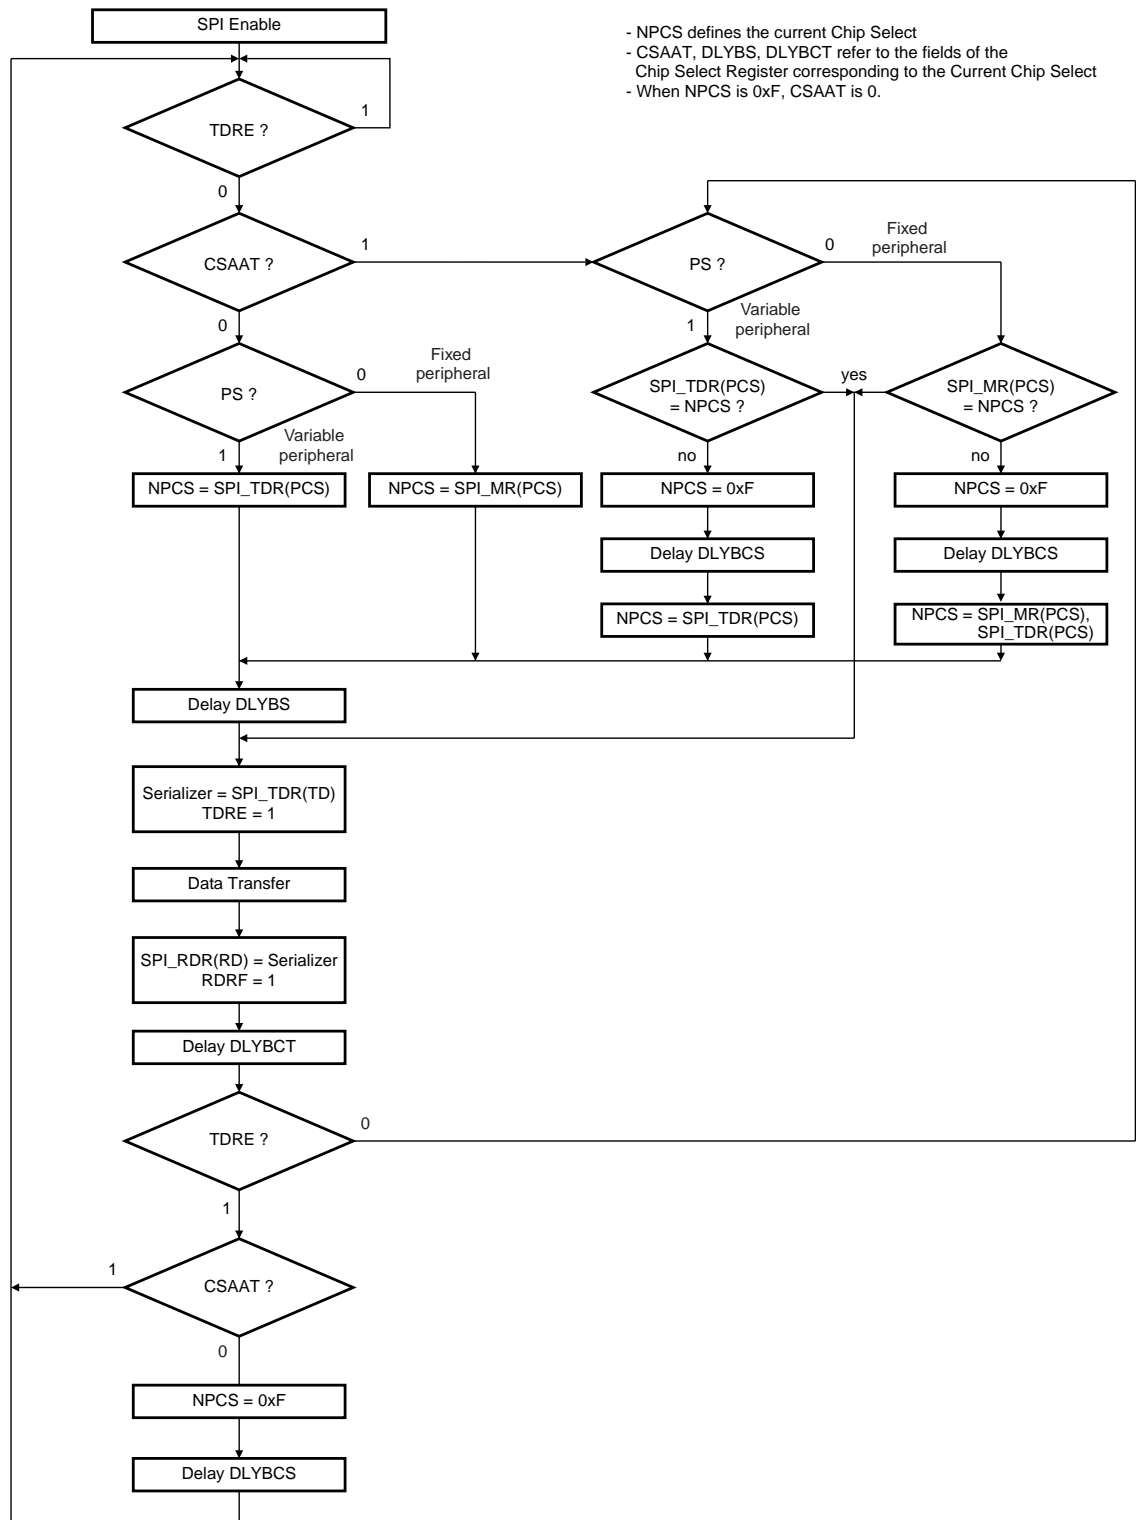 SPI Enable
- NPCS defines the current Chip Select
- CSAAT, DLYBS, DLYBCT refer to the fields of the
Chip Select Register corresponding to the Current Chip Select
- When NPCS is 0xF, CSAAT is 0.
TDRE ?
1
0
CSAAT ?
1
0
PS ?
0
Fixed
peripheral
1
Variable
peripheral
PS ?
0
Fixed
peripheral
1
Variable
peripheral
NPCS = SPI_TDR(PCS)
NPCS = SPI_MR(PCS)
SPI_TDR(PCS)
= NPCS ?
yes
SPI_MR(PCS)
= NPCS ?
no
no
NPCS = 0xF
NPCS = 0xF
Delay DLYBCS
Delay DLYBCS
NPCS = SPI_TDR(PCS)
NPCS = SPI_MR(PCS),
SPI_TDR(PCS)
Delay DLYBS
Serializer = SPI_TDR(TD)
TDRE = 1
Data Transfer
SPI_RDR(RD) = Serializer
RDRF = 1
Delay DLYBCT
TDRE ?
0
1
CSAAT ?
1
0
NPCS = 0xF
Delay DLYBCS